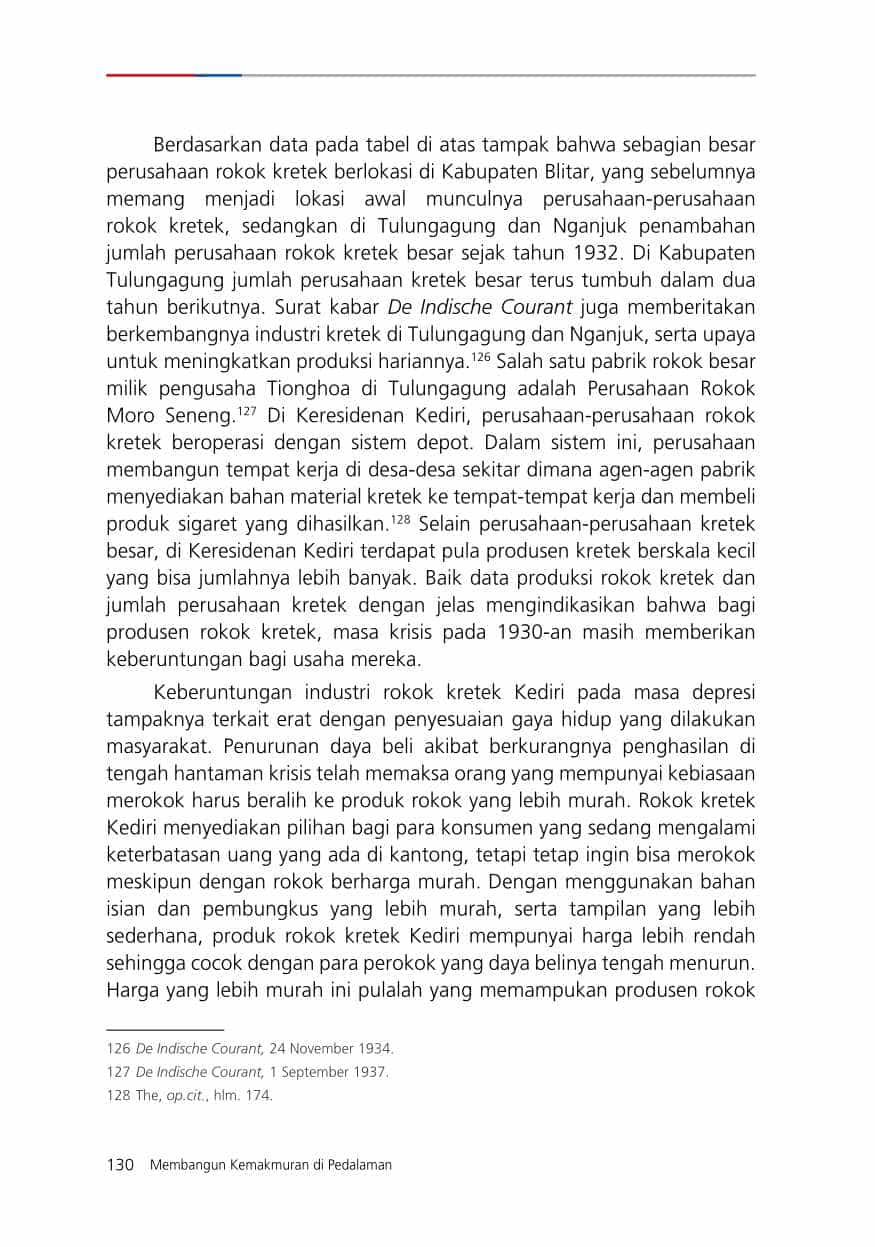 Berdasarkan data pada tabel di atas tampak bahwa sebagian besar
perusahaan rokok kretek berlokasi di Kabupaten Blitar, yang sebelumnya
memang menjadi lokasi awal munculnya perusahaan-perusahaan
rokok kretek, sedangkan di Tulungagung dan Nganjuk penambahan
jumlah perusahaan rokok kretek besar sejak tahun 1932. Di Kabupaten
Tulungagung jumlah perusahaan kretek besar terus tumbuh dalam dua
tahun berikutnya. Surat kabar De Indische Courant juga memberitakan
berkembangnya industri kretek di Tulungagung dan Nganjuk, serta upaya
untuk meningkatkan produksi hariannya.126 Salah satu pabrik rokok besar
milik pengusaha Tionghoa di Tulungagung adalah Perusahaan Rokok
Moro Seneng.127 Di Keresidenan Kediri, perusahaan-perusahaan rokok
kretek beroperasi dengan sistem depot. Dalam sistem ini, perusahaan
membangun tempat kerja di desa-desa sekitar dimana agen-agen pabrik
menyediakan bahan material kretek ke tempat-tempat kerja dan membeli
produk sigaret yang dihasilkan.128 Selain perusahaan-perusahaan kretek
besar, di Keresidenan Kediri terdapat pula produsen kretek berskala kecil
yang bisa jumlahnya lebih banyak. Baik data produksi rokok kretek dan
jumlah perusahaan kretek dengan jelas mengindikasikan bahwa bagi
produsen rokok kretek, masa krisis pada 1930-an masih memberikan
keberuntungan bagi usaha mereka.
Keberuntungan industri rokok kretek Kediri pada masa depresi
tampaknya terkait erat dengan penyesuaian gaya hidup yang dilakukan
masyarakat. Penurunan daya beli akibat berkurangnya penghasilan di
tengah hantaman krisis telah memaksa orang yang mempunyai kebiasaan
merokok harus beralih ke produk rokok yang lebih murah. Rokok kretek
Kediri menyediakan pilihan bagi para konsumen yang sedang mengalami
keterbatasan uang yang ada di kantong, tetapi tetap ingin bisa merokok
meskipun dengan rokok berharga murah. Dengan menggunakan bahan
isian dan pembungkus yang lebih murah, serta tampilan yang lebih
sederhana, produk rokok kretek Kediri mempunyai harga lebih rendah
sehingga cocok dengan para perokok yang daya belinya tengah menurun.
Harga yang lebih murah ini pulalah yang memampukan produsen rokok
126 De Indische Courant, 24 November 1934.
127 De Indische Courant, 1 September 1937.
128 The, op.cit., hlm. 174.
130 Membangun Kemakmuran di Pedalaman